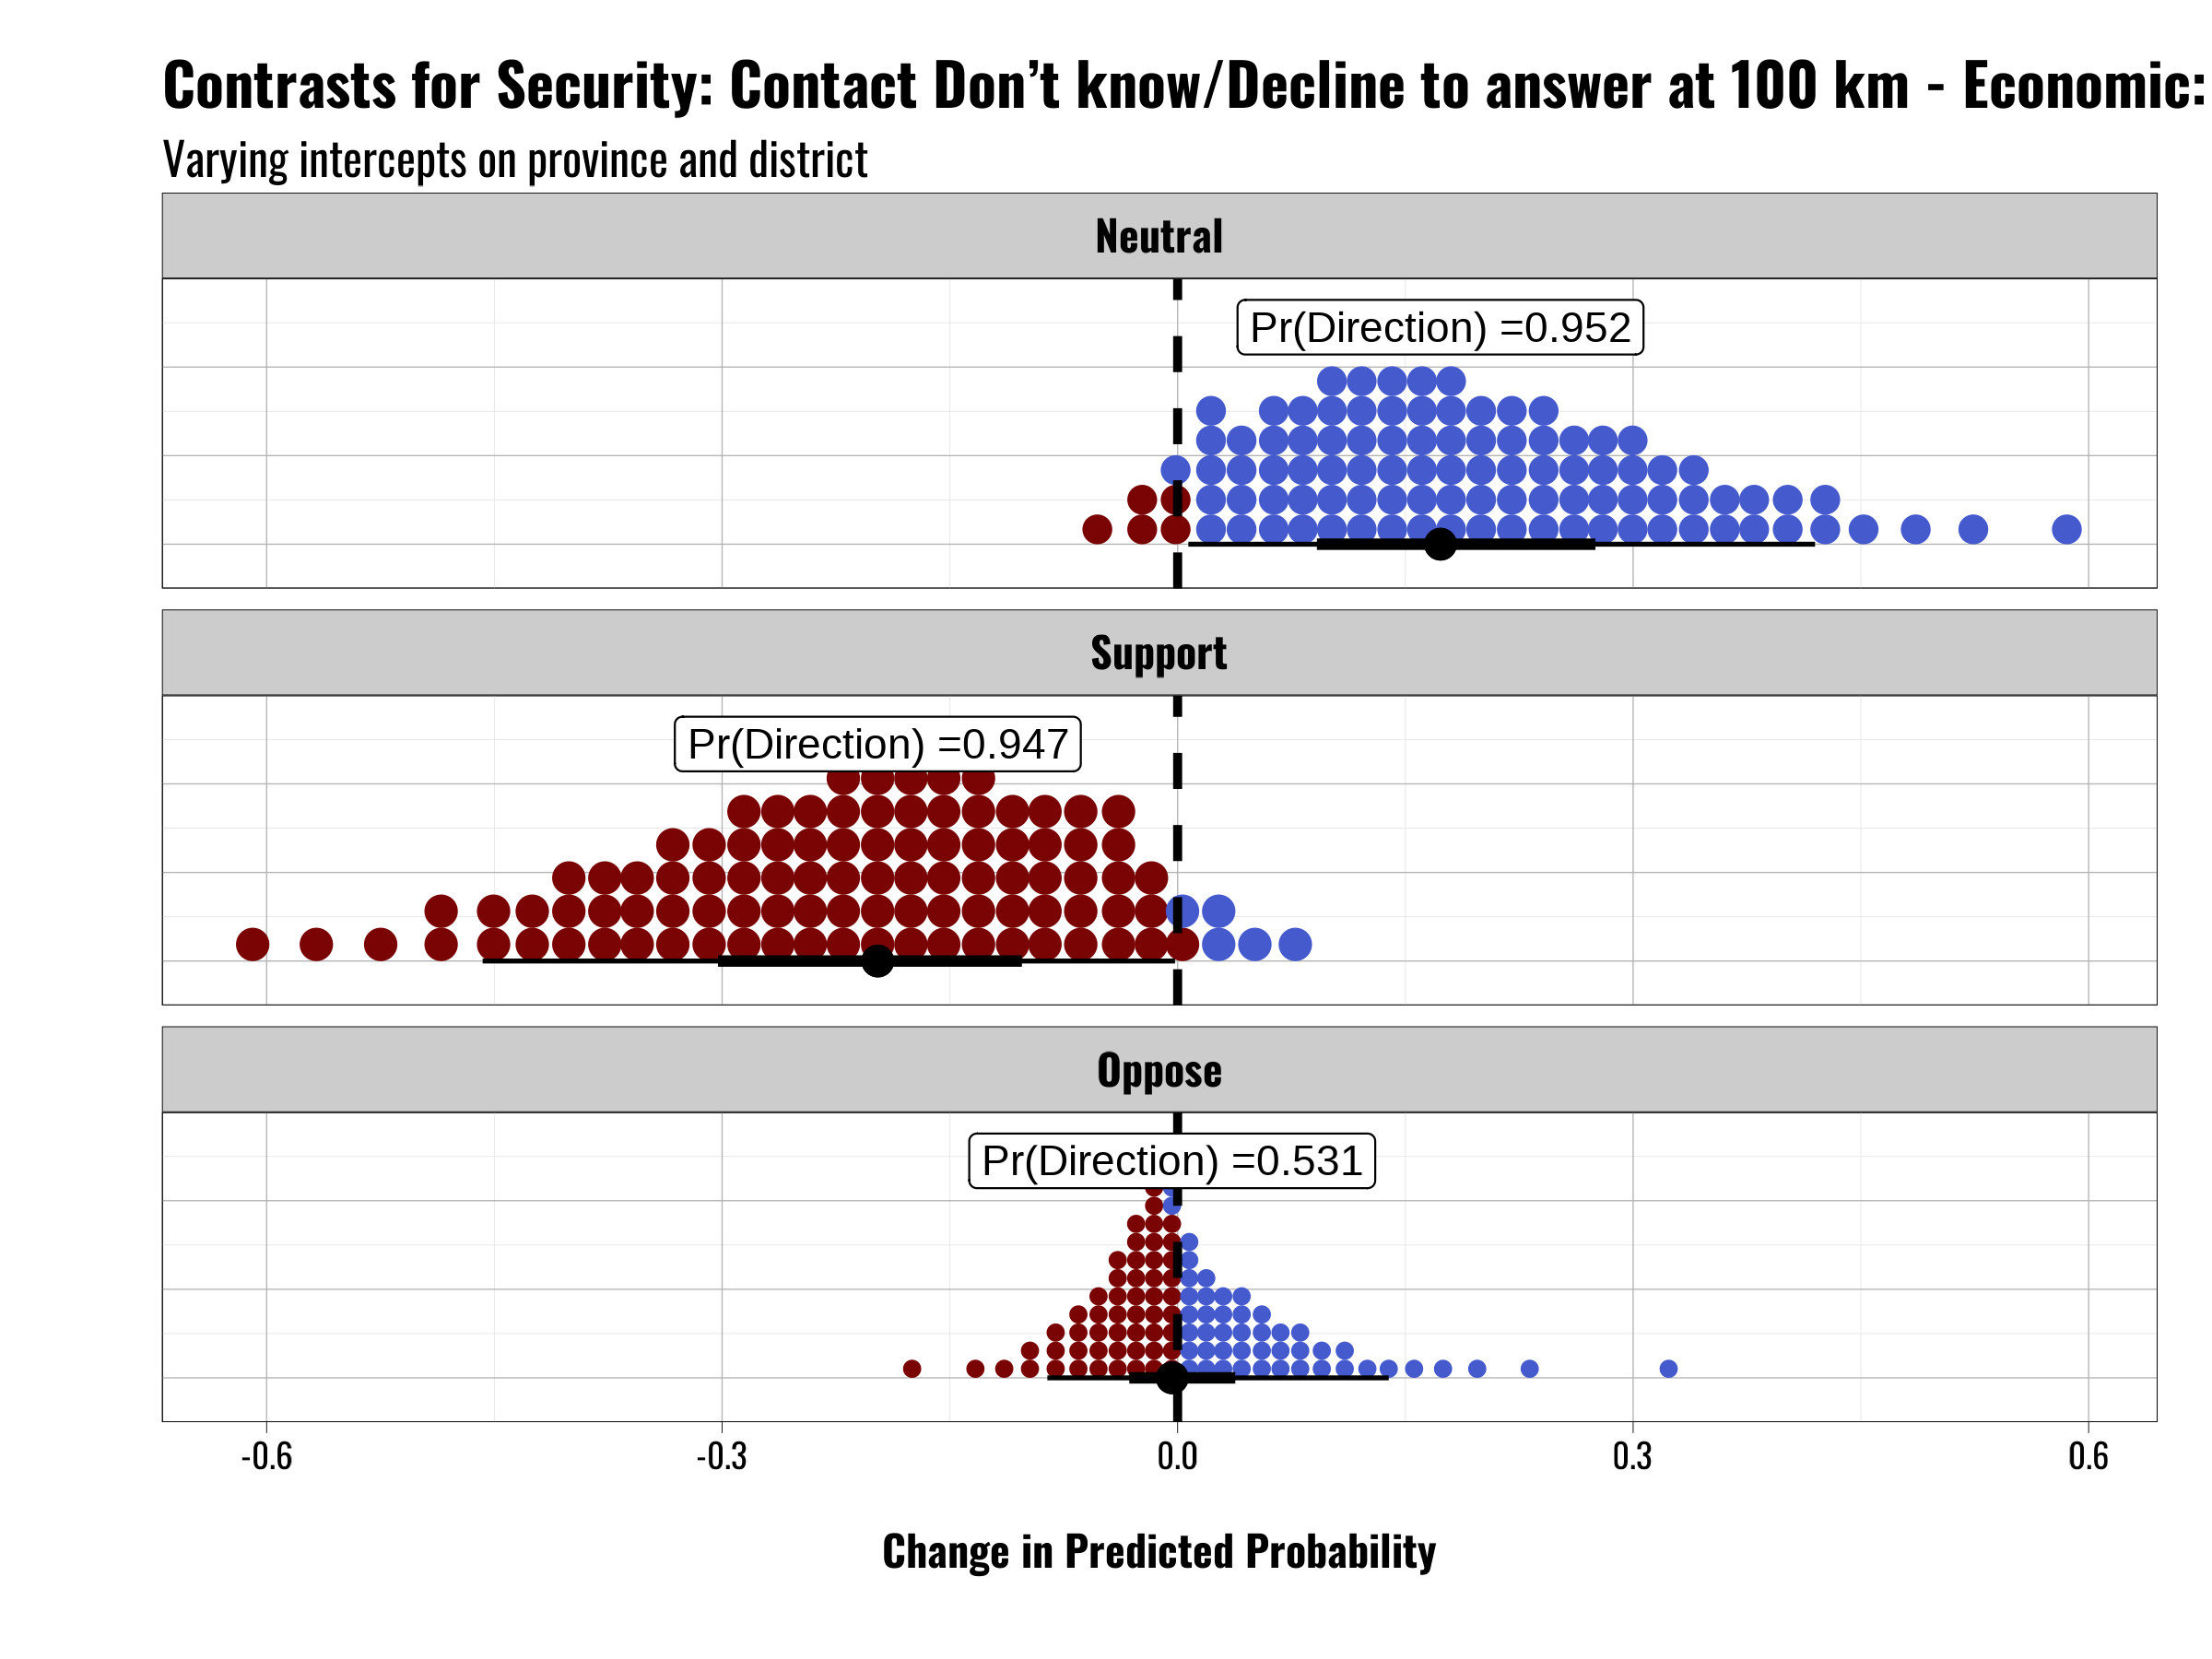 Contrasts for Security: Contact Don’t know/Decline to answer at 100 km - Economic:
Varying intercepts on province and district
Neutral
Pr(Direction) =0.952
Support
Pr(Direction) =0.947
Oppose
Pr(Direction) =0.531
-0.6 -0.3 0.0 0.3 0.6
Change in Predicted Probability